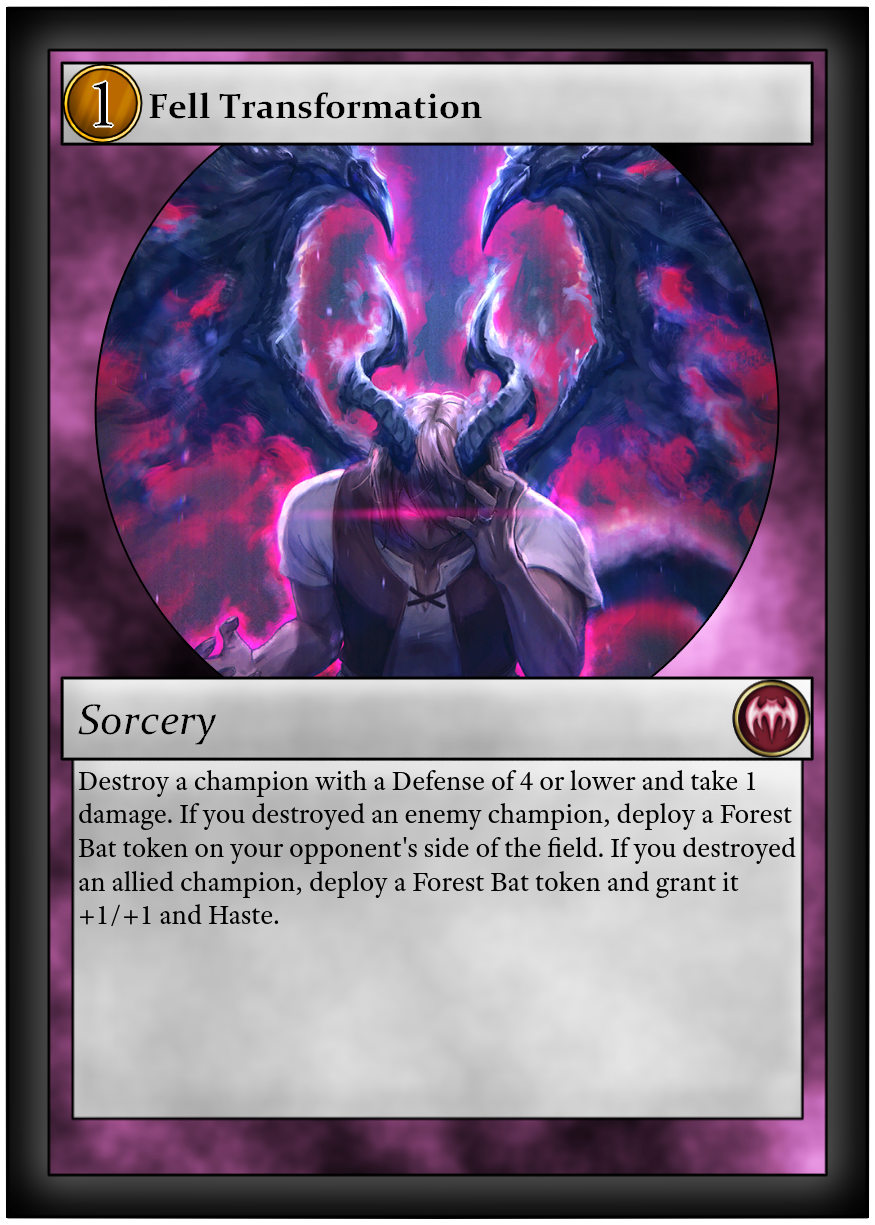 1 Fell Transformation
Sorcery
Destroy a champion with a Defense of 4 or lower and take 1
damage. If you destroyed an enemy champion, deploy a Forest
Bat token on your opponent's side of the field. If you destroyed
an allied champion, deploy a Forest Bat token and grant it
+1/+1 and Haste.